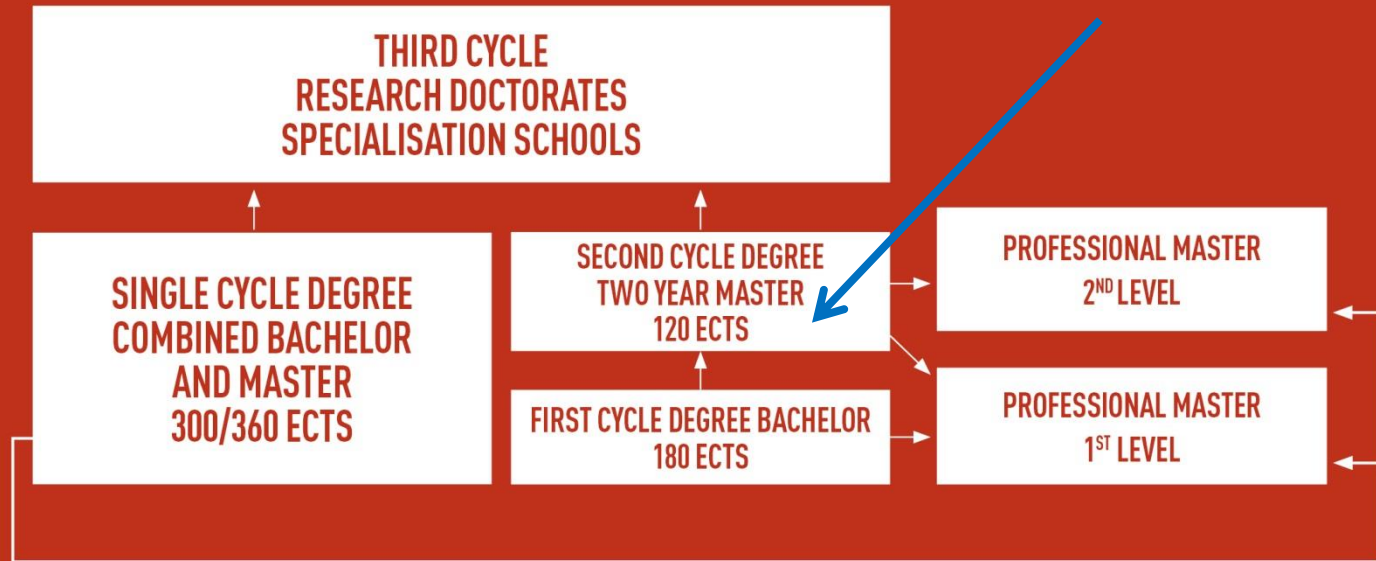 THIRD CYCLE
RESEARCH DOCTORATES
SPECIALISATION SCHOOLS
SINGLE CYCLE DEGREE
COMBINED BACHELOR
AND MASTER
300/360 ECTS
SECOND CYCLE DEGREE
TWO YEAR MASTER
120 ECTS
FIRST CYCLE DEGREE BACHELOR
180 ECTS
PROFESSIONAL MASTER
2ND LEVEL
PROFESSIONAL MASTER
1ST LEVEL